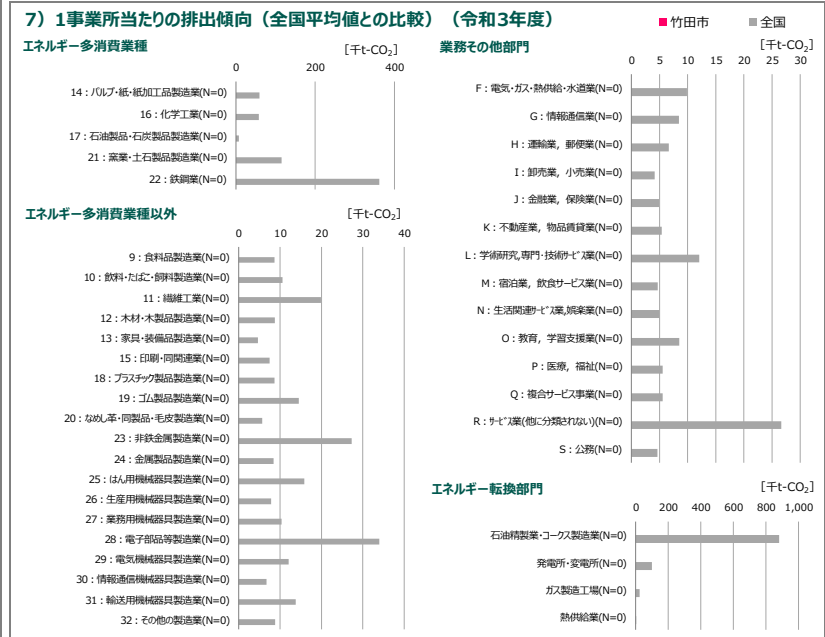 7）1事業所当たりの排出傾向（全国平均値との比較）（令和3年度）
■竹田市 ■全国
エネルギー多消費業種
[千t-CO₂]
0 200 400
14：パルプ・紙・紙加工品製造業(N=0)
16：化学工業(N=0)
17：石油製品・石炭製品製造業(N=0)
21：窯業・土石製品製造業(N=0)
22：鉄鋼業(N=0)
エネルギー多消費業種以外
[千t-CO₂]
0 10 20 30 40
9：食料品製造業(N=0)
10：飲料・たばこ・飼料製造業(N=0)
11：繊維工業(N=0)
12：木材・木製品製造業(N=0)
13：家具・装備品製造業(N=0)
15：印刷・同関連業(N=0)
18：プラスチック製品製造業(N=0)
19：ゴム製品製造業(N=0)
20：なめし革・同製品・毛皮製造業(N=0)
23：非鉄金属製造業(N=0)
24：金属製品製造業(N=0)
25：はん用機械器具製造業(N=0)
26：生産用機械器具製造業(N=0)
27：業務用機械器具製造業(N=0)
28：電子部品等製造業(N=0)
29：電気機械器具製造業(N=0)
30：情報通信機械器具製造業(N=0)
31：輸送用機械器具製造業(N=0)
32：その他の製造業(N=0)
業務その他部門
[千t-CO₂]
0 5 10 15 20 25 30
F：電気・ガス・熱供給・水道業(N=0)
G：情報通信業(N=0)
H：運輸業，郵便業(N=0)
I：卸売業，小売業(N=0)
J：金融業，保険業(N=0)
K：不動産業，物品賃貸業(N=0)
L：学術研究,専門・技術ｻｰﾋﾞｽ業(N=0)
M：宿泊業，飲食サービス業(N=0)
N：生活関連ｻｰﾋﾞｽ業,娯楽業(N=0)
O：教育，学習支援業(N=0)
P：医療，福祉(N=0)
Q：複合サービス事業(N=0)
R：ｻｰﾋﾞｽ業(他に分類されない)(N=0)
S：公務(N=0)
エネルギー転換部門
[千t-CO₂]
0 200 400 600 800 1,000
石油精製業・コークス製造業(N=0)
発電所・変電所(N=0)
ガス製造工場(N=0)
熱供給業(N=0)